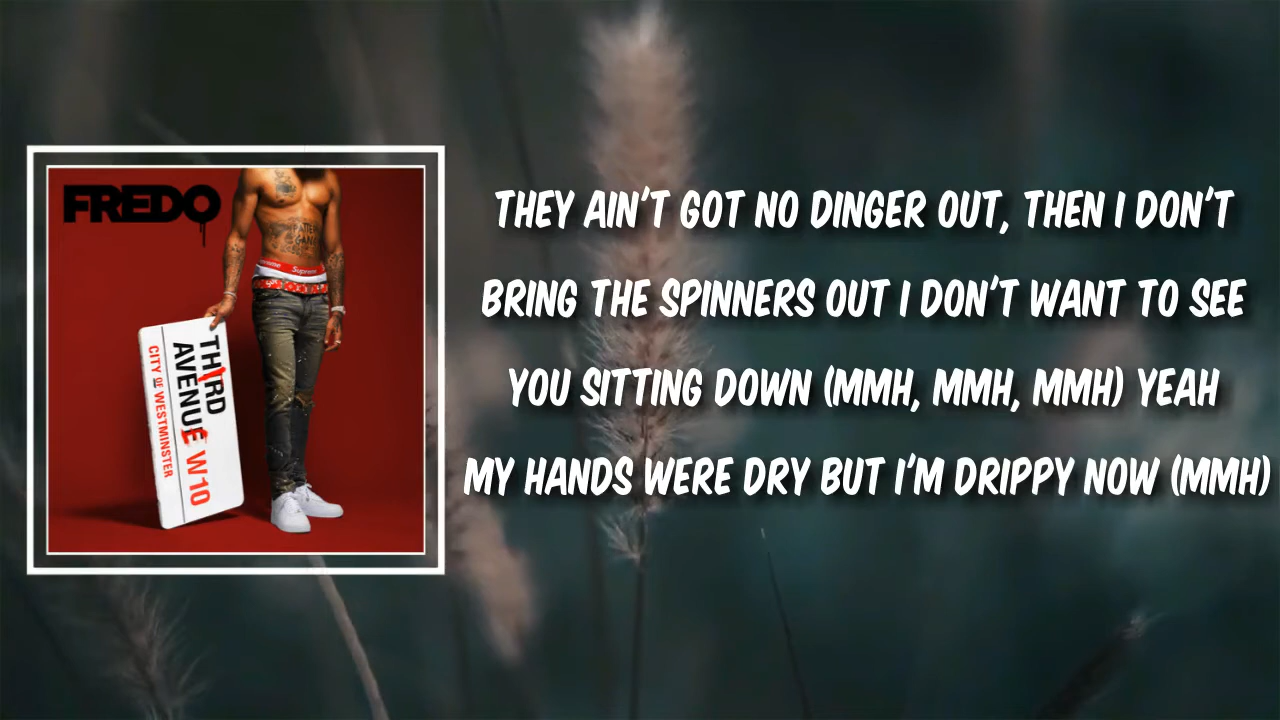 FREDO
THIRD
AVENUE W10
CITY OF WESTMINSTER
Supreme
THEY AIN'T GOT NO DINGER OUT, THEN I DON'T
BRING THE SPINNERS OUT I DON'T WANT TO SEE
YOU SITTING DOWN (MMH, MMH, MMH) YEAH
MY HANDS WERE DRY BUT I'M DRIPPY NOW (MMH)